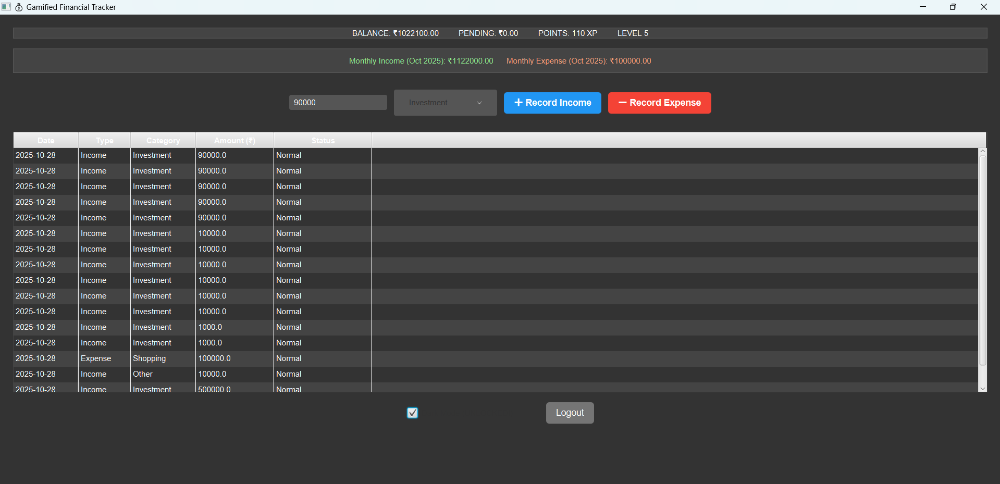 Gamified Financial Tracker
BALANCE: ₹1022100.00 PENDING: ₹0.00 POINTS: 110 XP LEVEL 5
Monthly Income (Oct 2025): ₹1122000.00 Monthly Expense (Oct 2025): ₹100000.00
90000 Investment + Record Income − Record Expense
Date Type Category Amount (₹) Status
2025-10-28 Income Investment 90000.0 Normal
2025-10-28 Income Investment 90000.0 Normal
2025-10-28 Income Investment 90000.0 Normal
2025-10-28 Income Investment 90000.0 Normal
2025-10-28 Income Investment 90000.0 Normal
2025-10-28 Income Investment 10000.0 Normal
2025-10-28 Income Investment 10000.0 Normal
2025-10-28 Income Investment 10000.0 Normal
2025-10-28 Income Investment 10000.0 Normal
2025-10-28 Income Investment 10000.0 Normal
2025-10-28 Income Investment 10000.0 Normal
2025-10-28 Income Investment 1000.0 Normal
2025-10-28 Income Investment 1000.0 Normal
2025-10-28 Expense Shopping 100000.0 Normal
2025-10-28 Income Other 10000.0 Normal
2025-10-28 Income Investment 500000.0 Normal
Logout